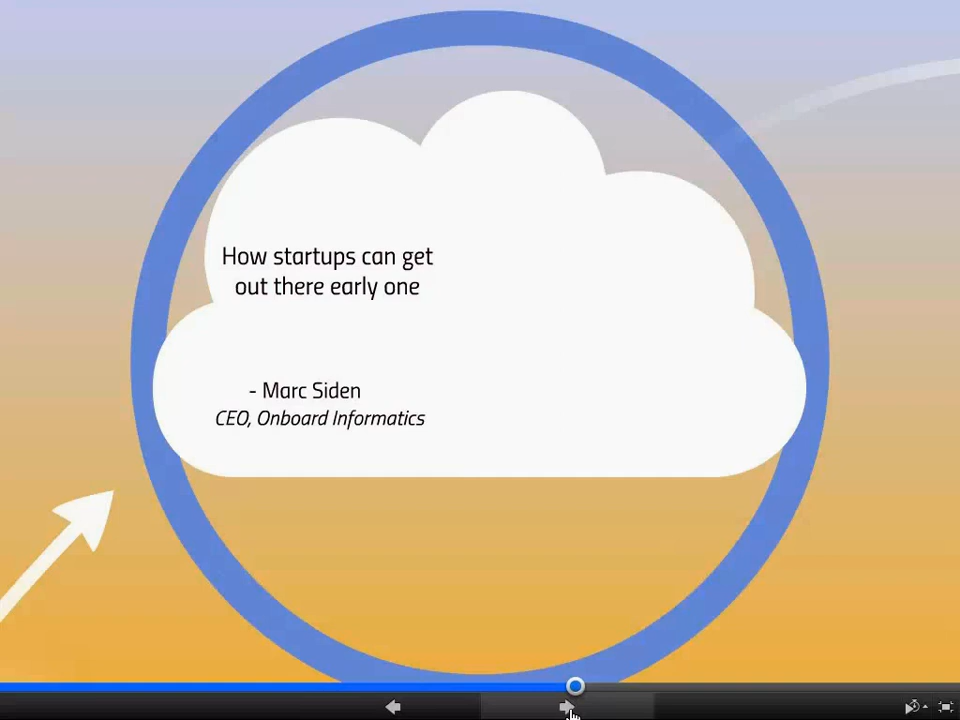 How startups can get
out there early one
- Marc Siden
CEO, Onboard Informatics